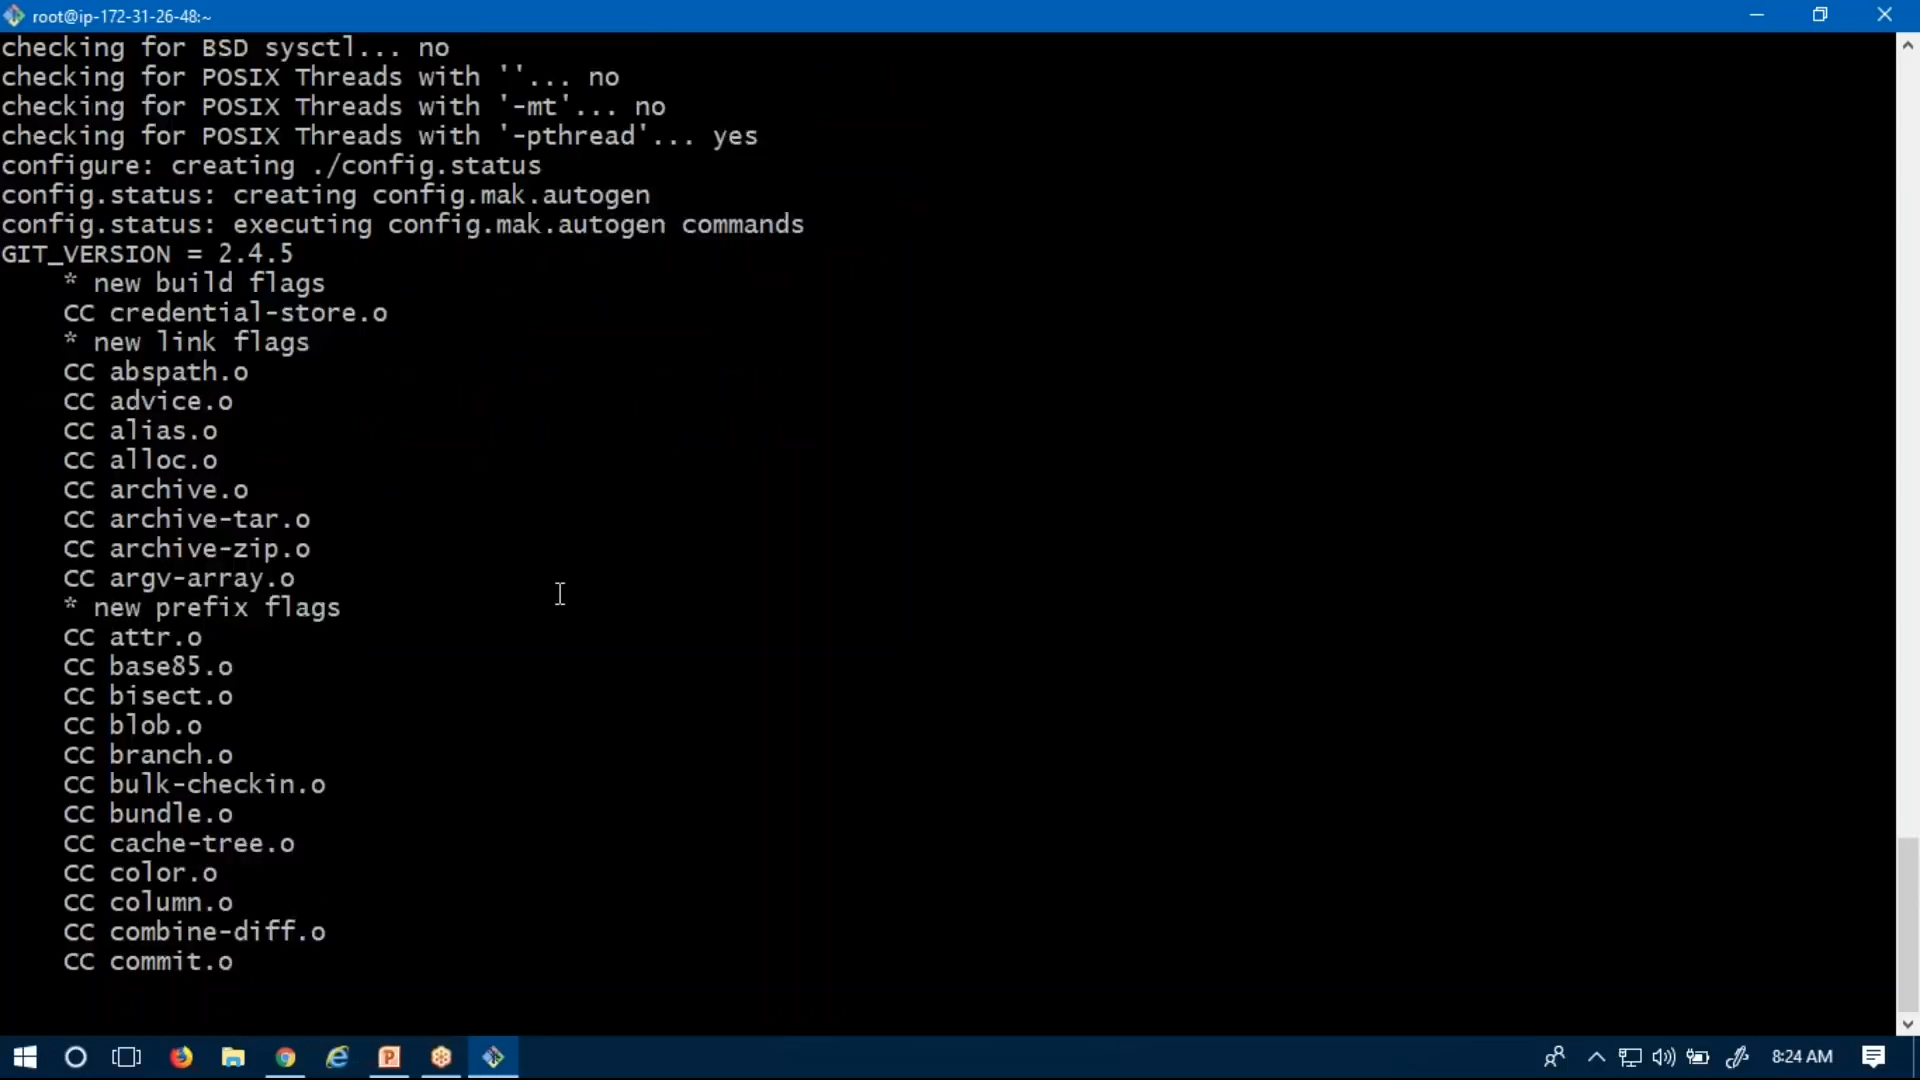 root@ip-172-31-26-48:~
checking for BSD sysctl... no
checking for POSIX Threads with ''... no
checking for POSIX Threads with '-mt'... no
checking for POSIX Threads with '-pthread'... yes
configure: creating ./config.status
config.status: creating config.mak.autogen
config.status: executing config.mak.autogen commands
GIT_VERSION = 2.4.5
* new build flags
CC credential-store.o
* new link flags
CC abspath.o
CC advice.o
CC alias.o
CC alloc.o
CC archive.o
CC archive-tar.o
CC archive-zip.o
CC argv-array.o
* new prefix flags
CC attr.o
CC base85.o
CC bisect.o
CC blob.o
CC branch.o
CC bulk-checkin.o
CC bundle.o
CC cache-tree.o
CC color.o
CC column.o
CC combine-diff.o
CC commit.o
8:24 AM